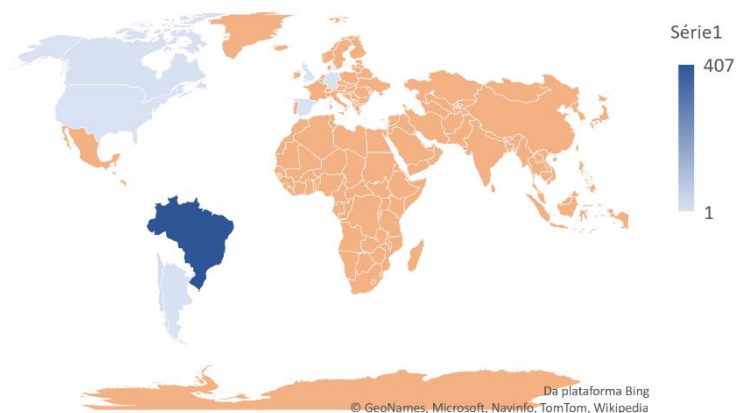 Série1
407
1
Da plataforma Bing
© GeoNames, Microsoft, Navinfo, TomTom, Wikipedia